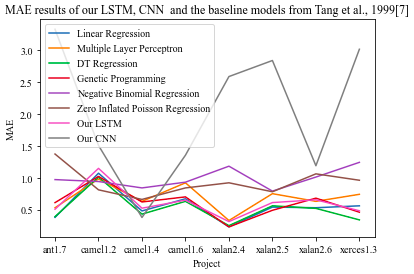 MAE results of our LSTM, CNN and the baseline models from Tang et al., 1999[7]
Linear Regression
Multiple Layer Perceptron
DT Regression
Genetic Programming
Negative Binomial Regression
Zero Inflated Poisson Regression
Our LSTM
Our CNN
MAE
3.5
3.0
2.5
2.0
1.5
1.0
0.5
ant1.7 camel1.2 camel1.4 camel1.6 xalan2.4 xalan2.5 xalan2.6 xerces1.3
Project